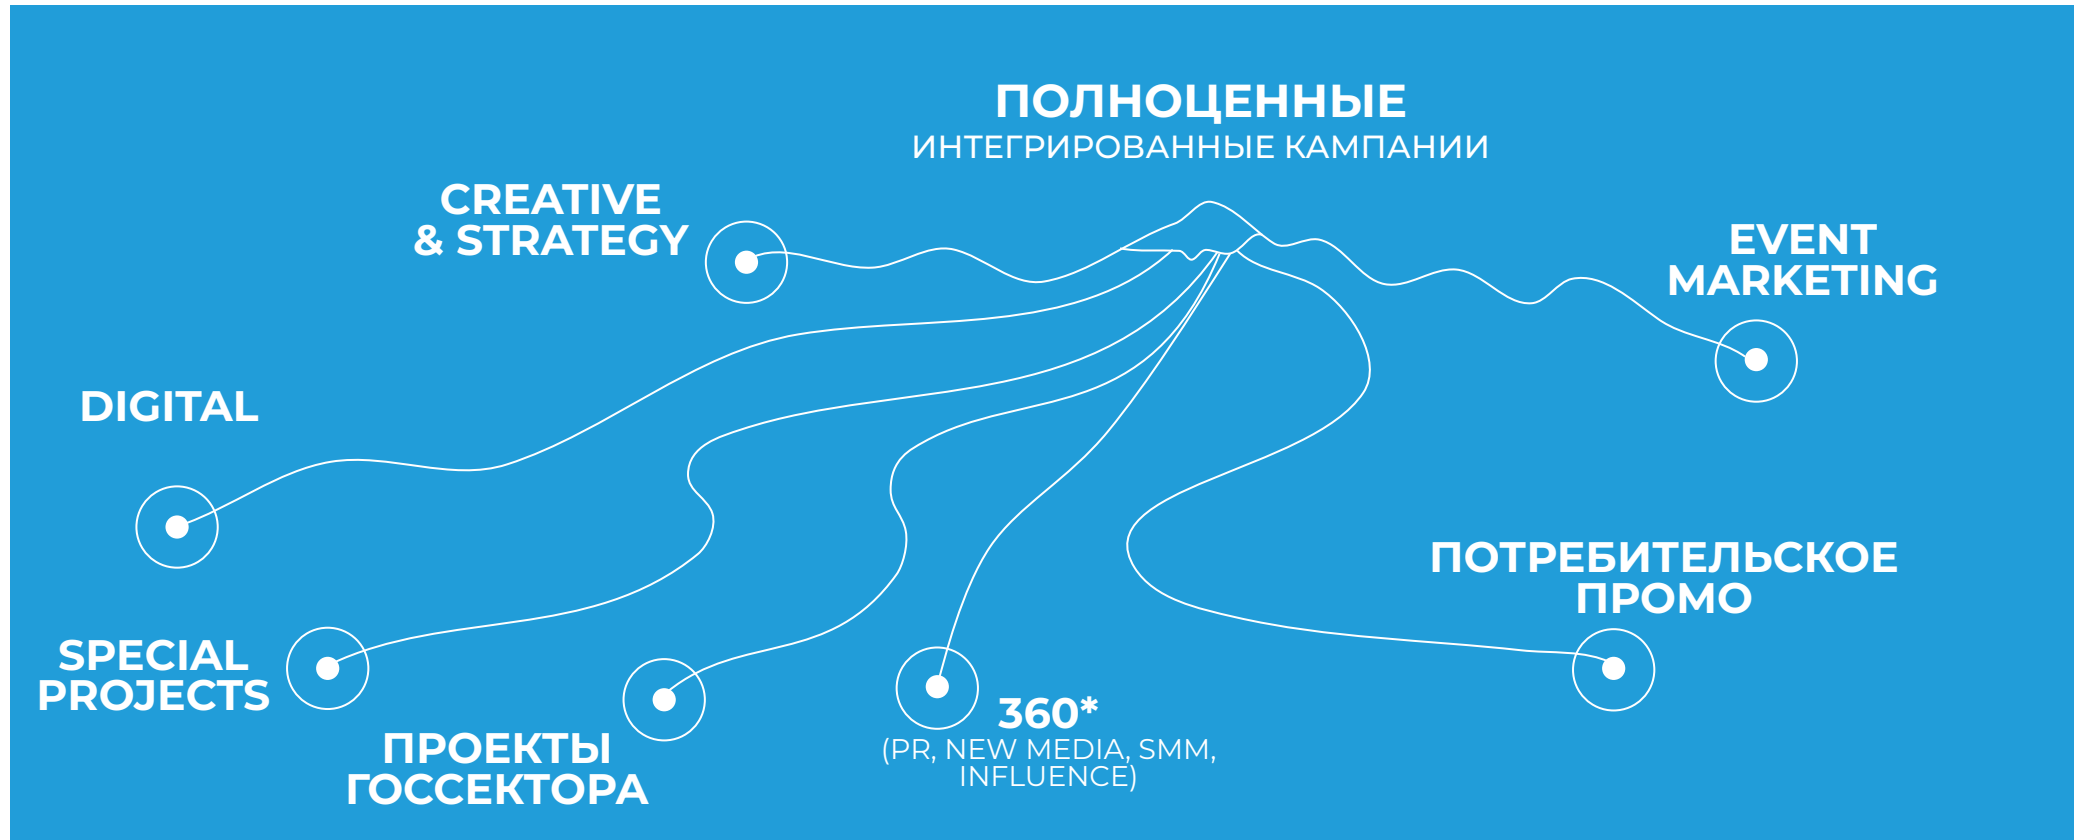 ПОЛНОЦЕННЫЕ
ИНТЕГРИРОВАННЫЕ КАМПАНИИ
CREATIVE
& STRATEGY
EVENT
MARKETING
DIGITAL
ПОТРЕБИТЕЛЬСКОЕ
ПРОМО
SPECIAL
PROJECTS
ПРОЕКТЫ
ГОССЕКТОРА
360*
(PR, NEW MEDIA, SMM,
INFLUENCE)